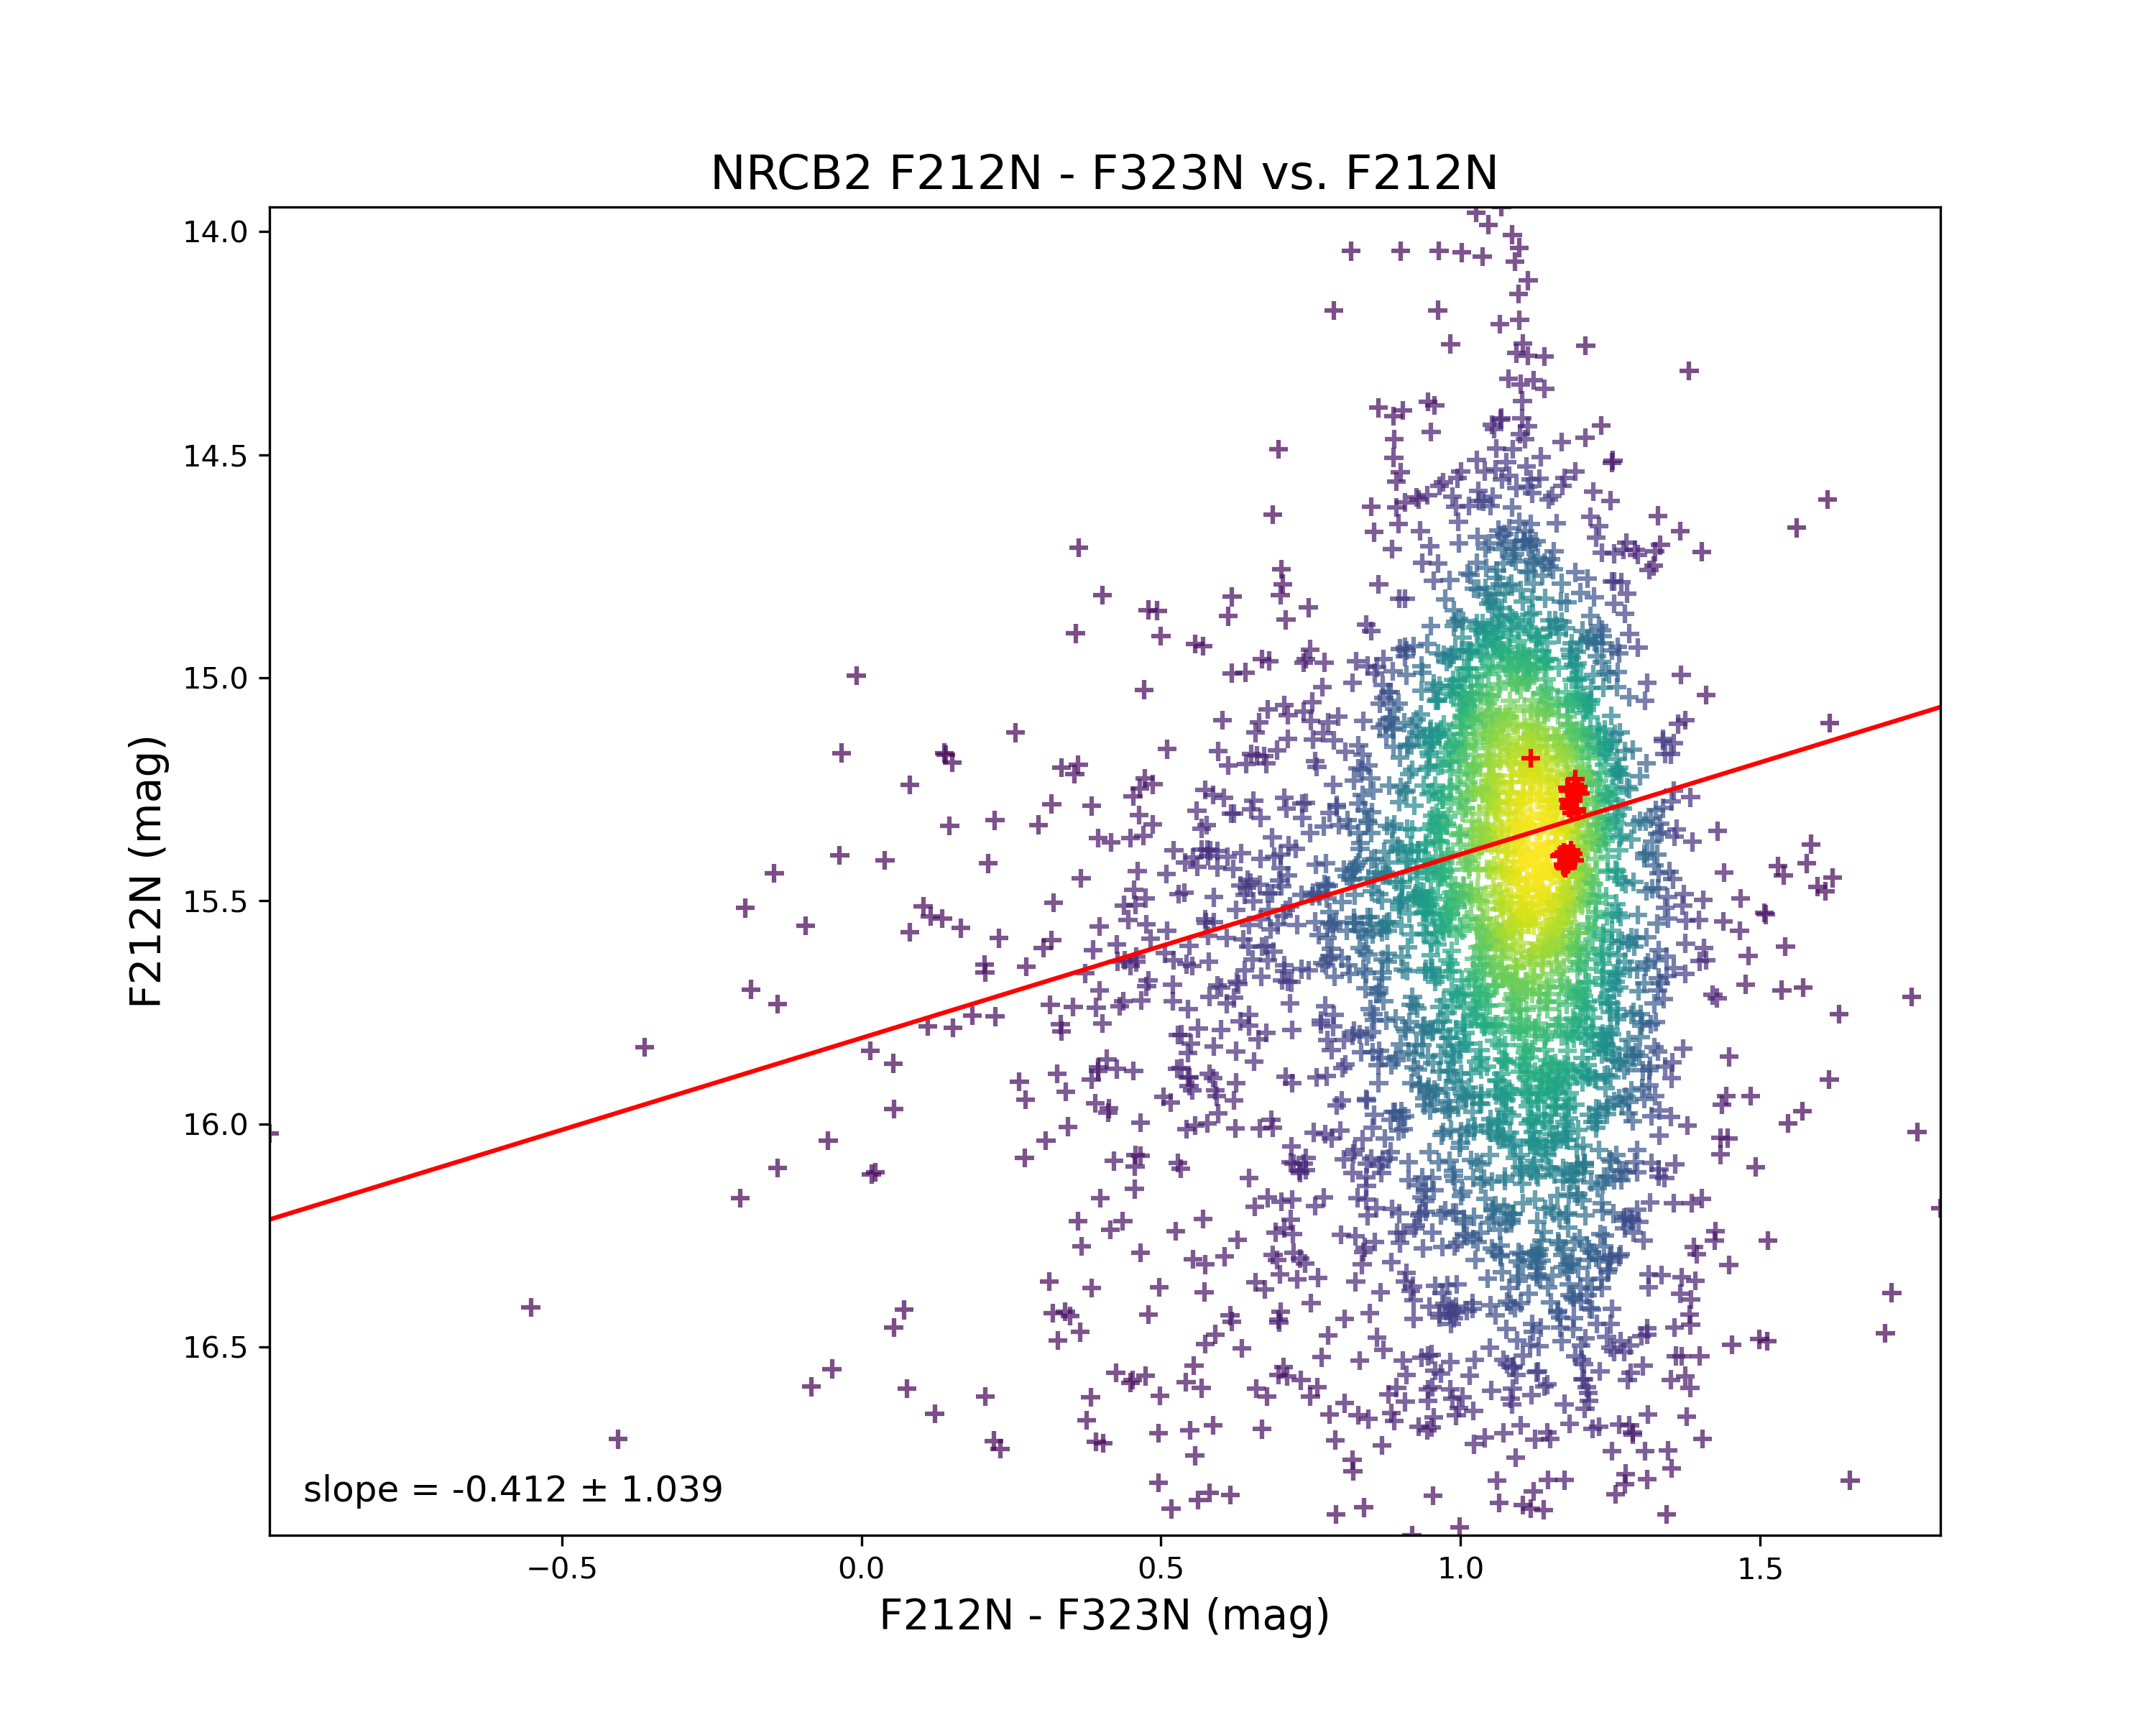 NRCB2 F212N - F323N vs. F212N
14.0
14.5
15.0
15.5
16.0
16.5
F212N (mag)
slope = -0.412 ± 1.039
−0.5
0.0
0.5
1.0
1.5
F212N - F323N (mag)